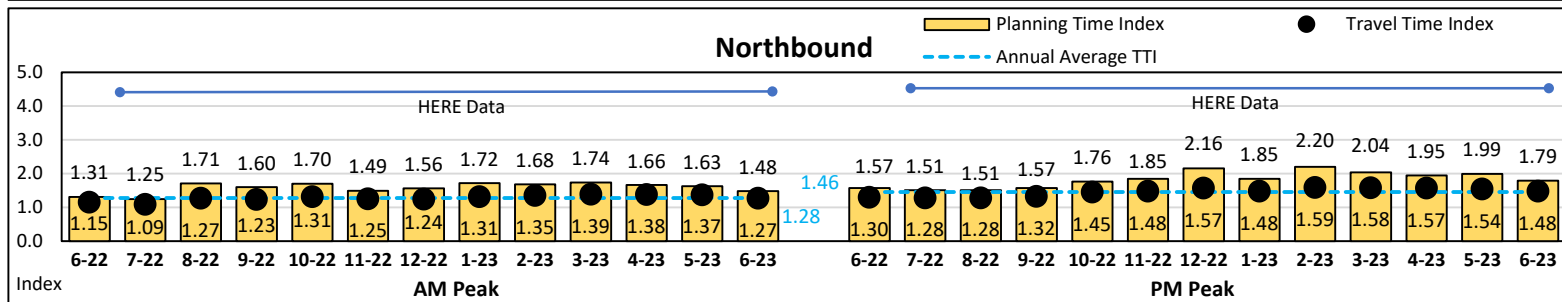 Planning Time Index
Travel Time Index
Northbound
Annual Average TTI
5.0
4.0
3.0
2.0
1.0
0.0
HERE Data
HERE Data
1.31 1.25 1.71 1.60 1.70 1.49 1.56 1.72 1.68 1.74 1.66 1.63 1.48
1.57 1.51 1.51 1.57 1.76 1.85 2.16 1.85 2.20 2.04 1.95 1.99 1.79
1.46
1.28
1.15 1.09 1.27 1.23 1.31 1.25 1.24 1.31 1.35 1.39 1.38 1.37 1.27
1.30 1.28 1.28 1.32 1.45 1.48 1.57 1.48 1.59 1.58 1.57 1.54 1.48
6-22 7-22 8-22 9-22 10-22 11-22 12-22 1-23 2-23 3-23 4-23 5-23 6-23
6-22 7-22 8-22 9-22 10-22 11-22 12-22 1-23 2-23 3-23 4-23 5-23 6-23
Index
AM Peak
PM Peak